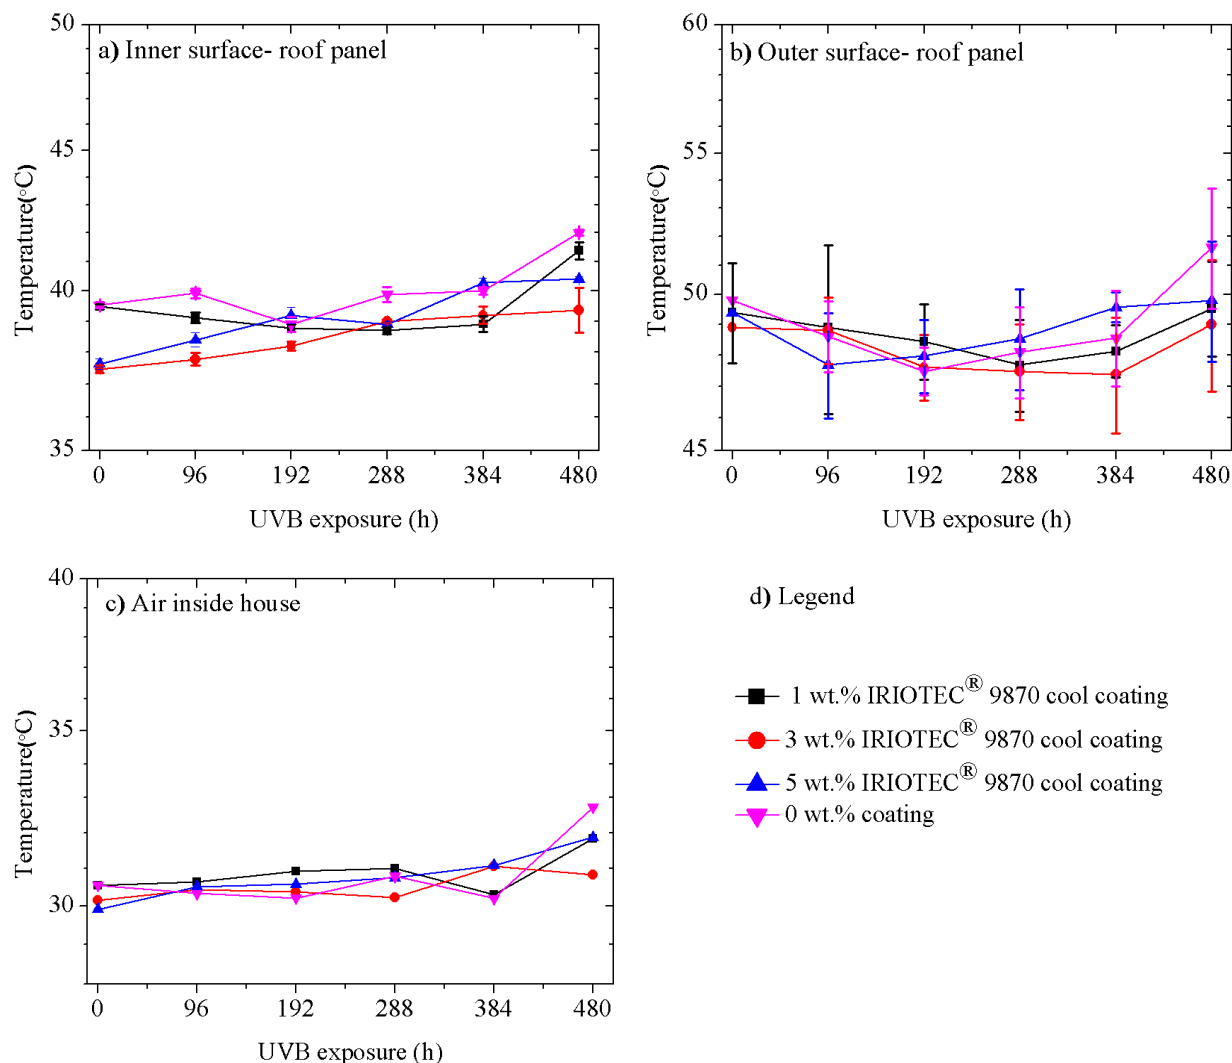 a) Inner surface- roof panel
50
45
40
35
Temperature(°C)
0 96 192 288 384 480
UVB exposure (h)
b) Outer surface- roof panel
60
55
50
45
Temperature(°C)
0 96 192 288 384 480
UVB exposure (h)
c) Air inside house
40
35
30
Temperature(°C)
0 96 192 288 384 480
UVB exposure (h)
d) Legend
1 wt.% IRIOTEC® 9870 cool coating
3 wt.% IRIOTEC® 9870 cool coating
5 wt.% IRIOTEC® 9870 cool coating
0 wt.% coating